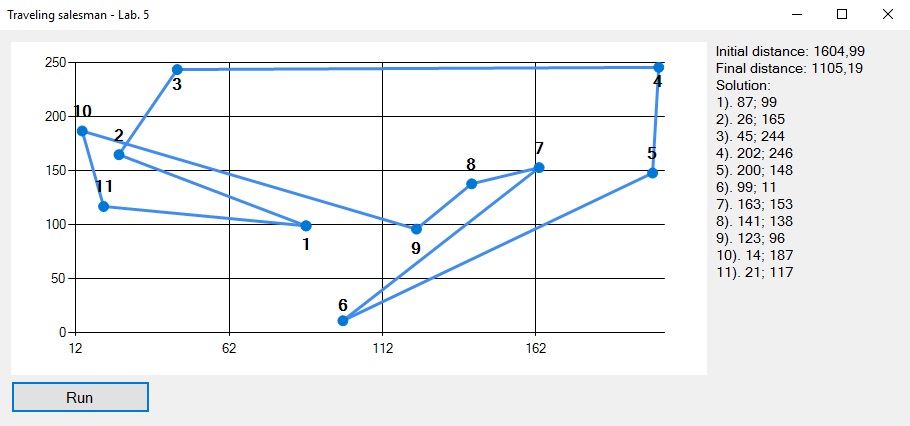 Traveling salesman - Lab. 5
Initial distance: 1604,99
Final distance: 1105,19
Solution:
1). 87; 99
2). 26; 165
3). 45; 244
4). 202; 246
5). 200; 148
6). 99; 11
7). 163; 153
8). 141; 138
9). 123; 96
10). 14; 187
11). 21; 117
250
200
150
100
50
0
12
62
112
162
3
4
10
2
7
5
8
11
1
9
6
Run